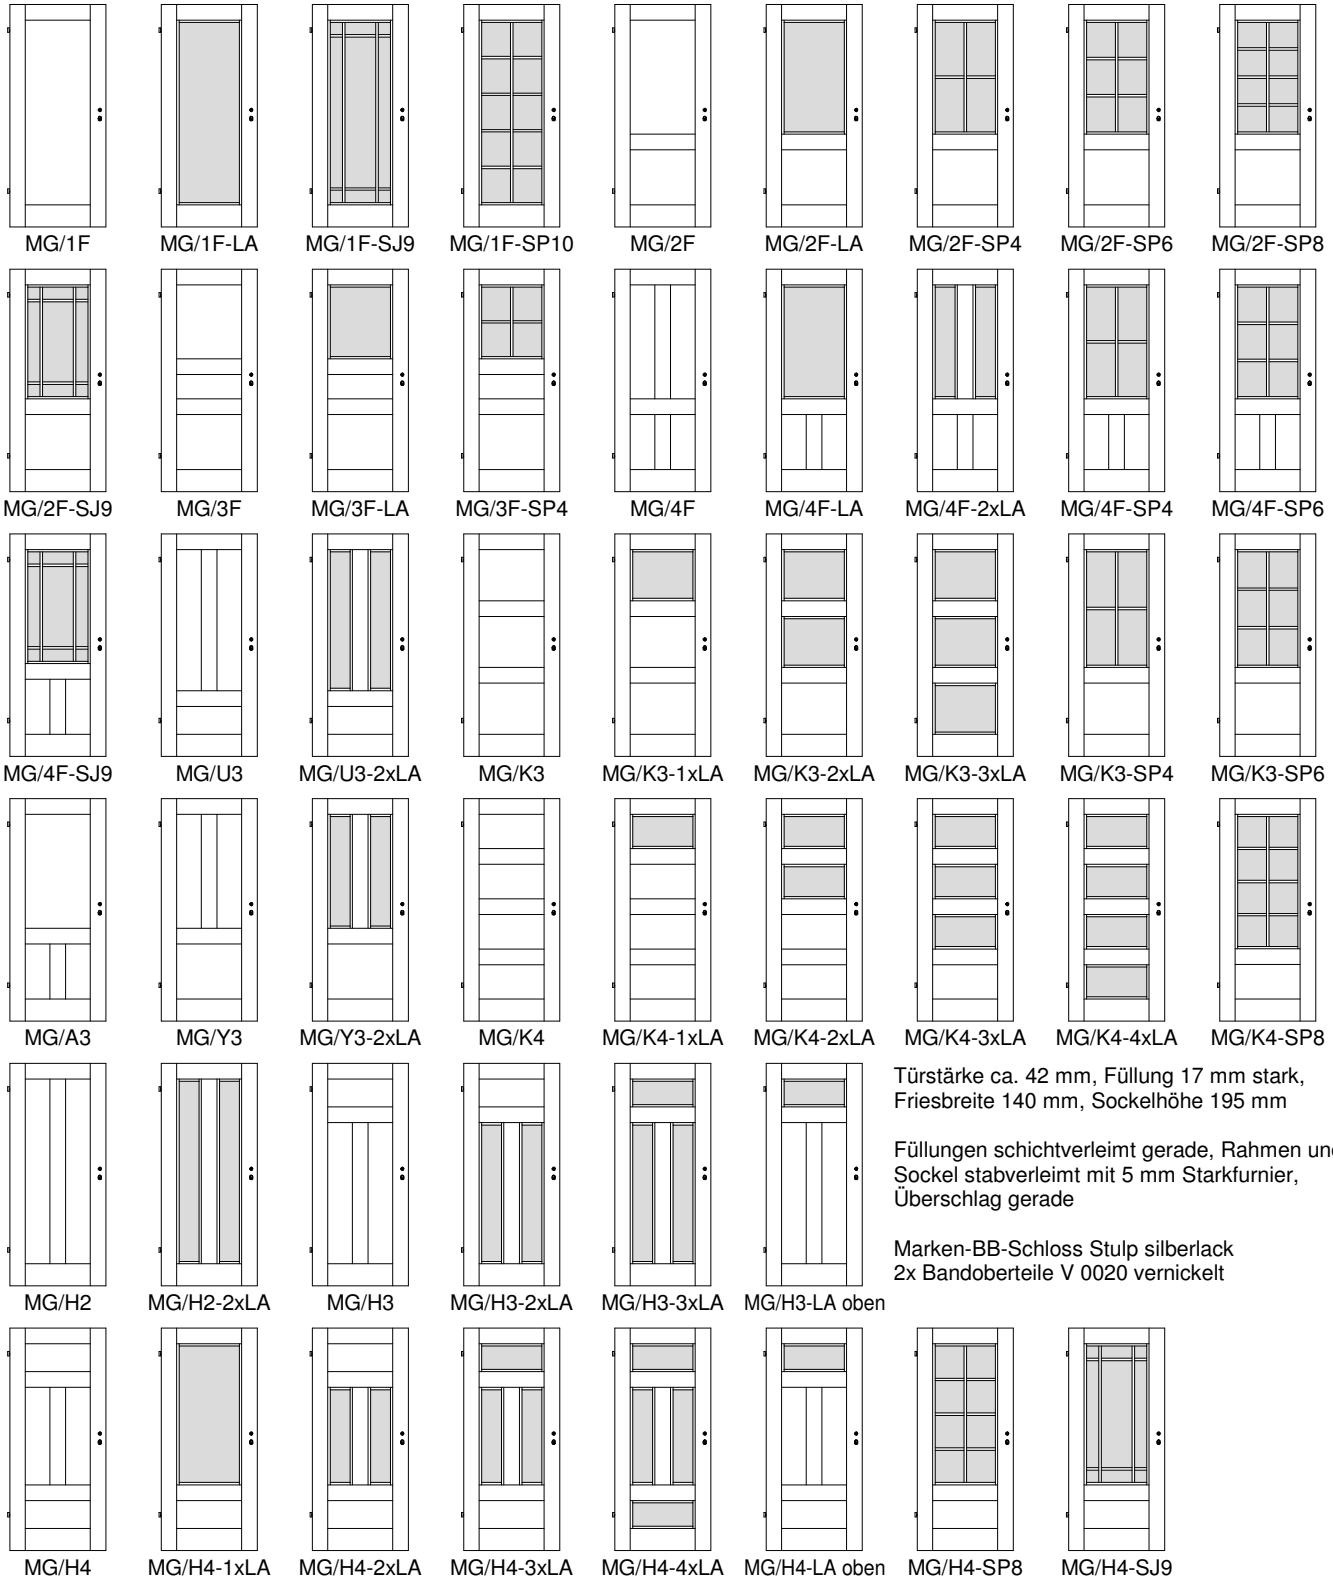 MG/1F MG/1F-LA MG/1F-SJ9 MG/1F-SP10 MG/2F MG/2F-LA MG/2F-SP4 MG/2F-SP6 MG/2F-SP8
MG/2F-SJ9 MG/3F MG/3F-LA MG/3F-SP4 MG/4F MG/4F-LA MG/4F-2xLA MG/4F-SP4 MG/4F-SP6
MG/4F-SJ9 MG/U3 MG/U3-2xLA MG/K3 MG/K3-1xLA MG/K3-2xLA MG/K3-3xLA MG/K3-SP4 MG/K3-SP6
MG/A3 MG/Y3 MG/Y3-2xLA MG/K4 MG/K4-1xLA MG/K4-2xLA MG/K4-3xLA MG/K4-4xLA MG/K4-SP8
Türstärke ca. 42 mm, Füllung 17 mm stark,
Friesbreite 140 mm, Sockelhöhe 195 mm
Füllungen schichtverleimt gerade, Rahmen und
Sockel stabverleimt mit 5 mm Starkfurnier,
Überschlag gerade
Marken-BB-Schloss Stulp silberlack
2x Bandoberteile V 0020 vernickelt
MG/H2 MG/H2-2xLA MG/H3 MG/H3-2xLA MG/H3-3xLA MG/H3-LA oben
MG/H4 MG/H4-1xLA MG/H4-2xLA MG/H4-3xLA MG/H4-4xLA MG/H4-LA oben MG/H4-SP8 MG/H4-SJ9